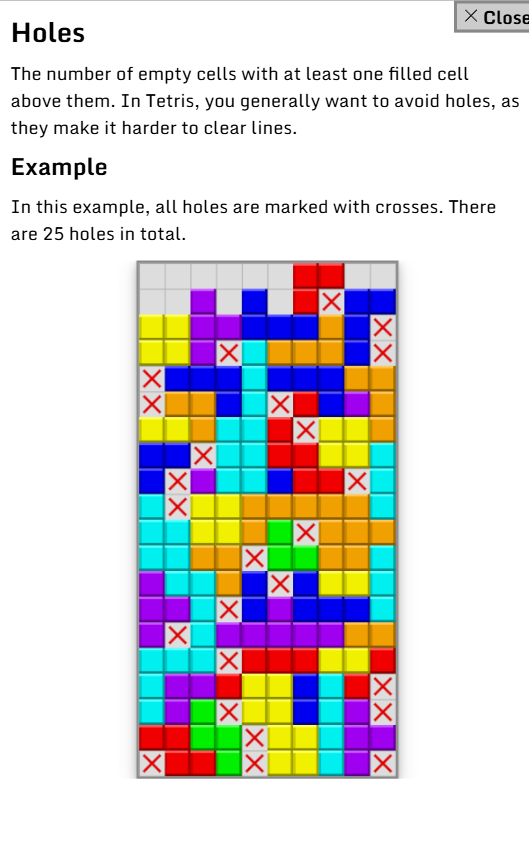 Holes
Close
The number of empty cells with at least one filled cell
above them. In Tetris, you generally want to avoid holes, as
they make it harder to clear lines.
Example
In this example, all holes are marked with crosses. There
are 25 holes in total.